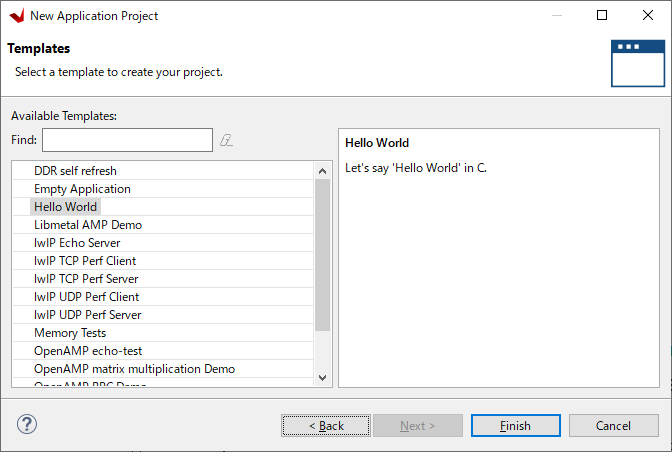 New Application Project
Templates
Select a template to create your project.
Available Templates:
Find:
DDR self refresh
Empty Application
Hello World
Libmetal AMP Demo
lwIP Echo Server
lwIP TCP Perf Client
lwIP TCP Perf Server
lwIP UDP Perf Client
lwIP UDP Perf Server
Memory Tests
OpenAMP echo-test
OpenAMP matrix multiplication Demo
OpenAMP RPC Demo
Hello World
Let's say 'Hello World' in C.
?
< Back
Next >
Finish
Cancel